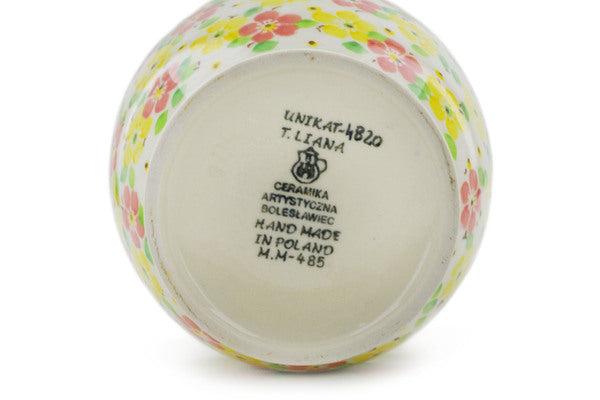 UNIKAT-4820
T. LIANA
CERAMIKA
ARTYSTYCZNA
BOLESŁAWIEC
HAND MADE
IN POLAND
M.M-485